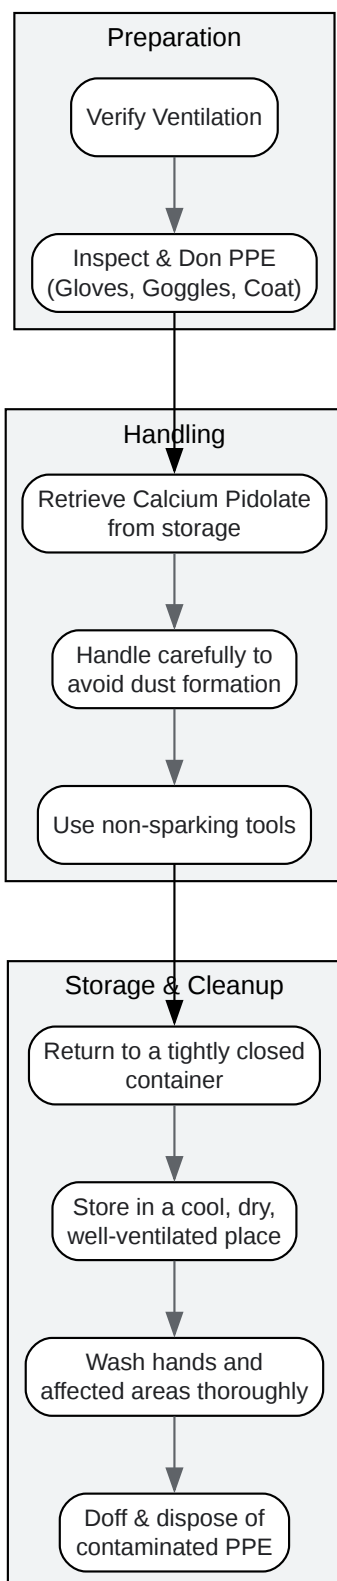 Preparation
Verify Ventilation
Inspect & Don PPE
(Gloves, Goggles, Coat)
Handling
Retrieve Calcium Pidolate
from storage
Handle carefully to
avoid dust formation
Use non-sparking tools
Storage & Cleanup
Return to a tightly closed
container
Store in a cool, dry,
well-ventilated place
Wash hands and
affected areas thoroughly
Doff & dispose of
contaminated PPE